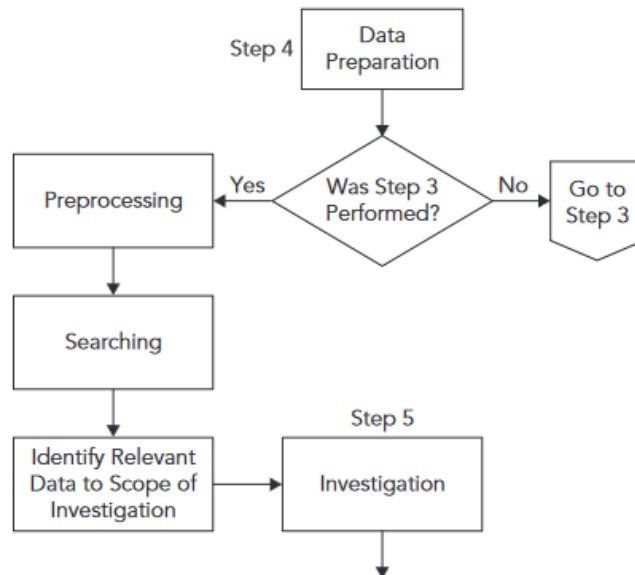 Step 4
Data
Preparation
Was Step 3
Performed?
Yes
No
Go to
Step 3
Preprocessing
Searching
Identify Relevant
Data to Scope of
Investigation
Step 5
Investigation